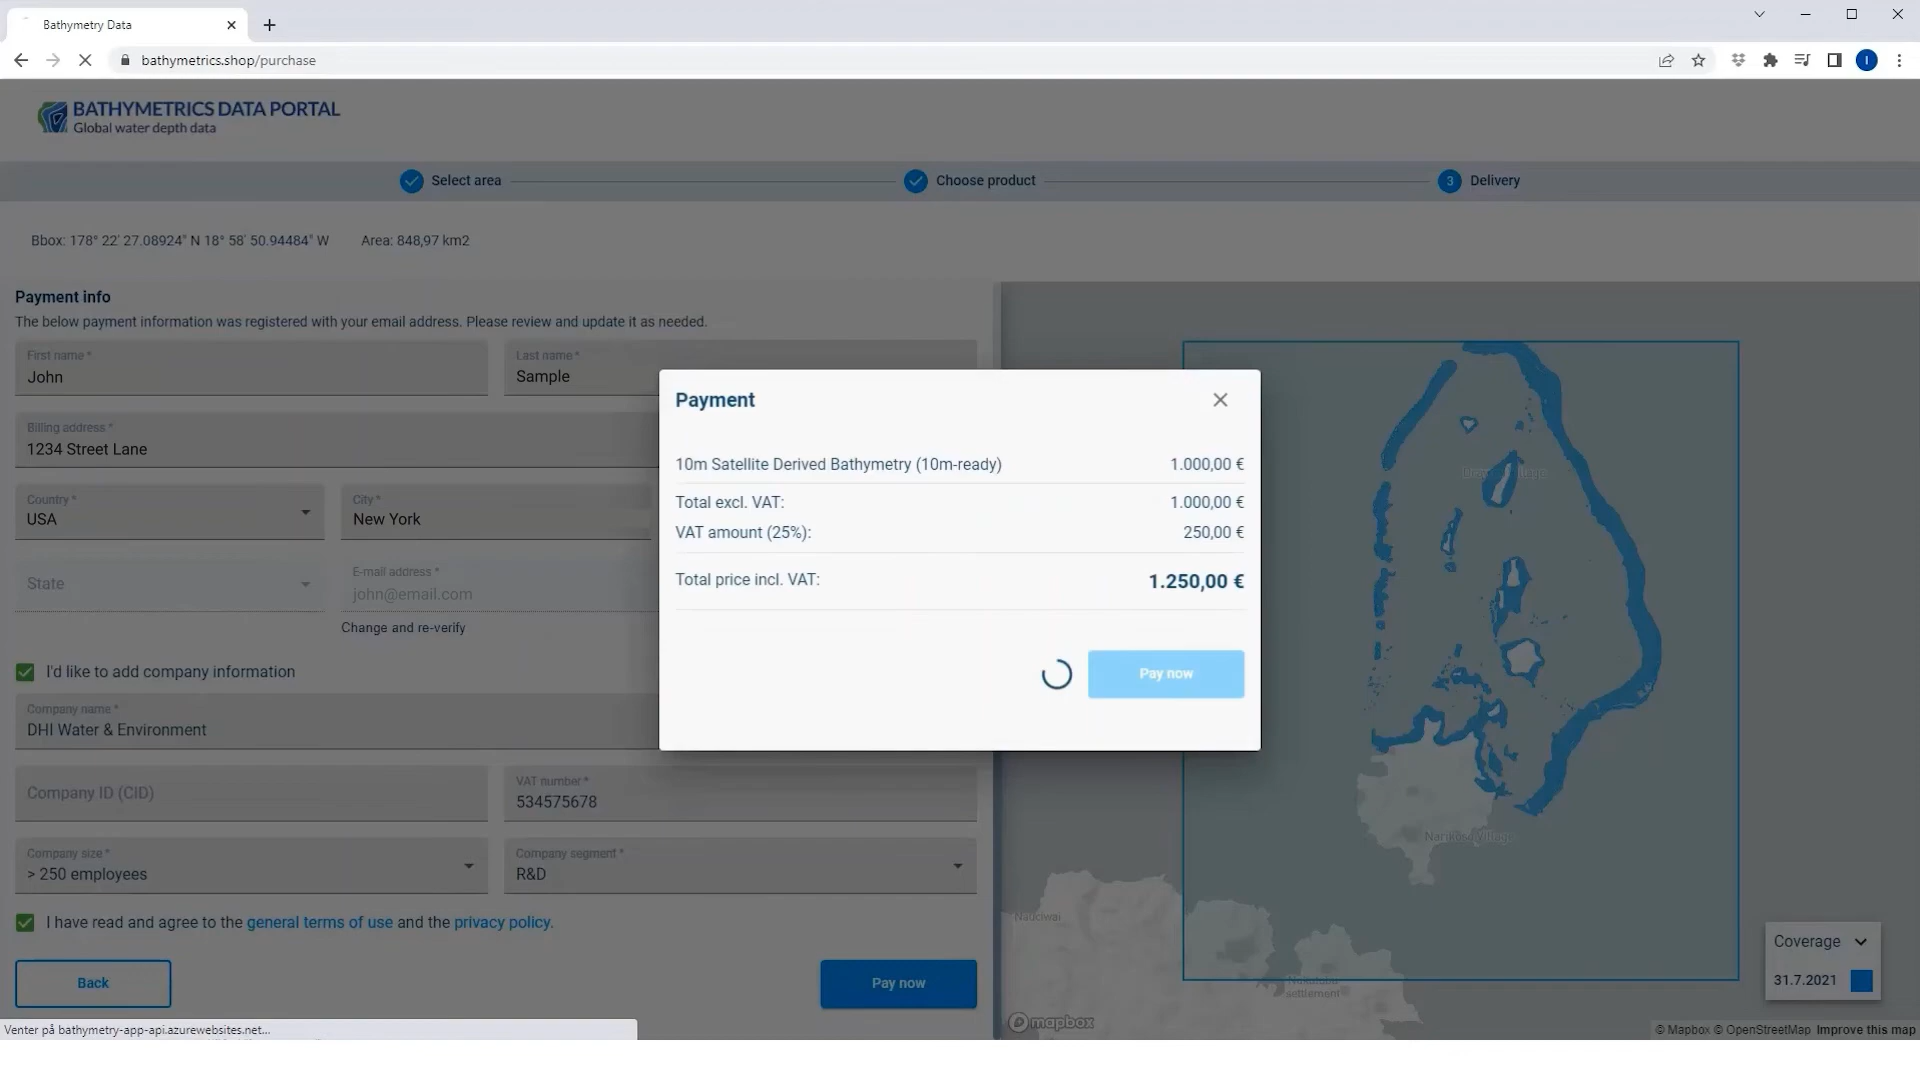 Bathymetry Data
bathymetrics.shop/purchase
I
BATHYMETRICS DATA PORTAL
Global water depth data
Select area
Choose product
3 Delivery
Bbox: 178° 22' 27.08924" N 18° 58' 50.94484" W Area: 848,97 km2
Payment info
The below payment information was registered with your email address. Please review and update it as needed.
First name *
John
Last name *
Sample
Billing address *
1234 Street Lane
Country *
USA
City *
New York
State
E-mail address *
john@email.com
Change and re-verify
I'd like to add company information
Company name *
DHI Water & Environment
Company ID (CID)
VAT number *
534575678
Company size *
> 250 employees
Company segment *
R&D
I have read and agree to the general terms of use and the privacy policy.
Back
Pay now
Venter på bathymetry-app-api.azurewebsites.net...
Payment
10m Satellite Derived Bathymetry (10m-ready) 1.000,00 €
Total excl. VAT: 1.000,00 €
VAT amount (25%): 250,00 €
Total price incl. VAT: 1.250,00 €
Pay now
Village
Narikoso Village
Nauciwai
settlement
Coverage
31.7.2021
mapbox
© Mapbox © OpenStreetMap Improve this map